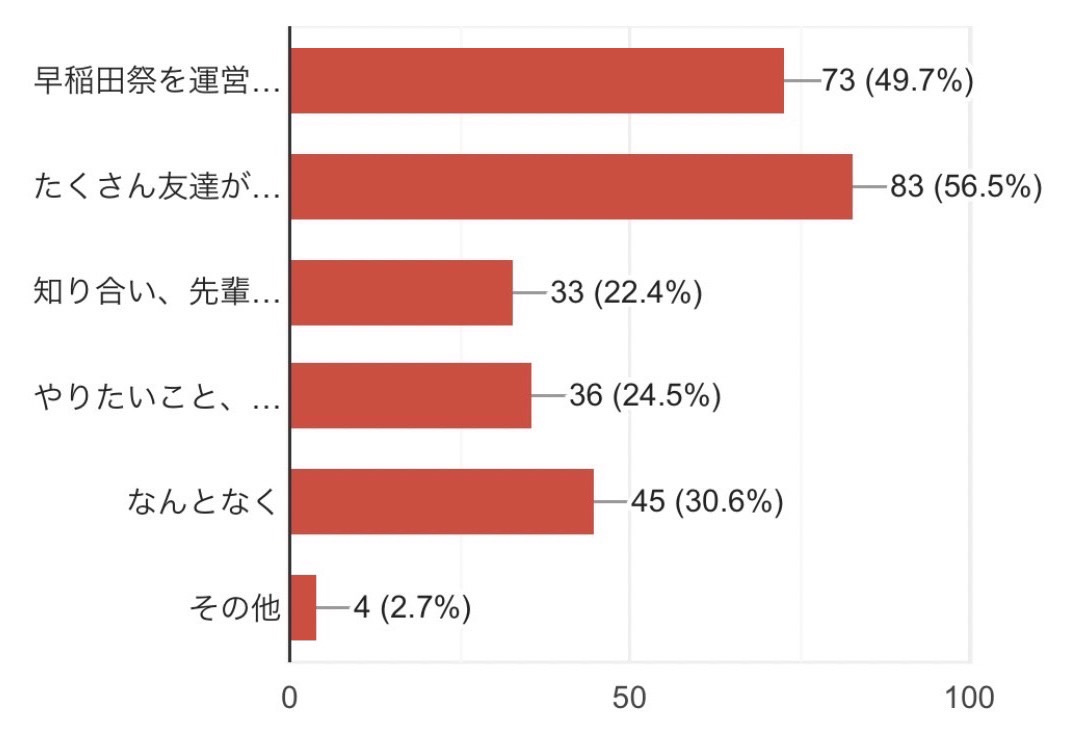 早稲田祭を運営… 73 (49.7%)
たくさん友達が… 83 (56.5%)
知り合い、先輩… 33 (22.4%)
やりたいこと、… 36 (24.5%)
なんとなく 45 (30.6%)
その他 4 (2.7%)
0 50 100